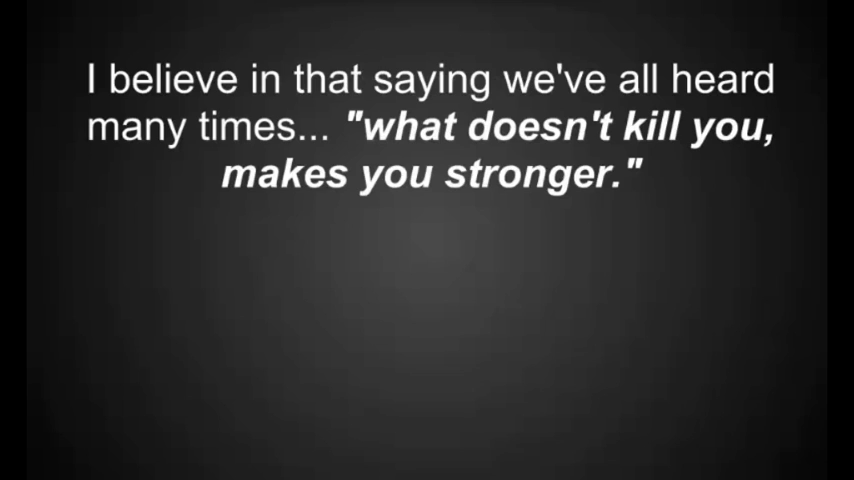 I believe in that saying we've all heard
many times... "what doesn't kill you,
makes you stronger."